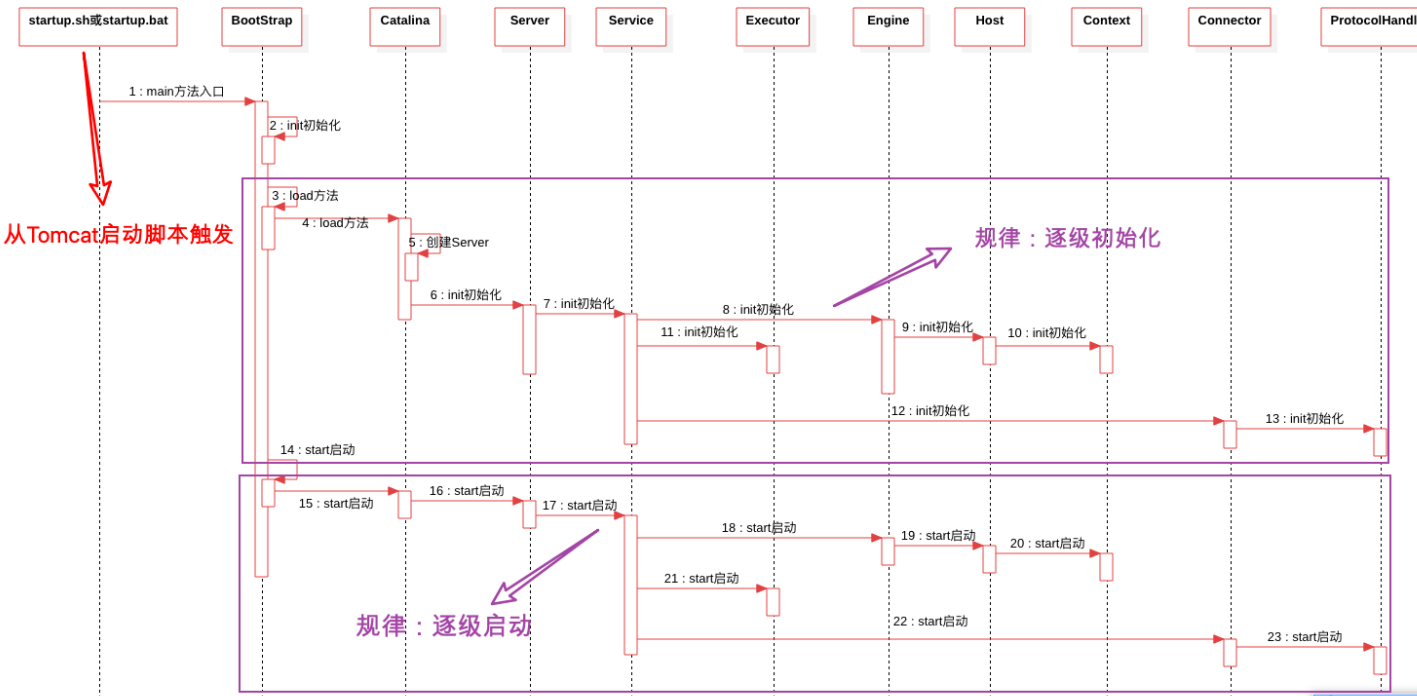 startup.sh或startup.bat
BootStrap
Catalina
Server
Service
Executor
Engine
Host
Context
Connector
ProtocolHandl
1 : main方法入口
2 : init初始化
3 : load方法
4 : load方法
从Tomcat启动脚本触发
5 : 创建Server
规律：逐级初始化
6 : init初始化
7 : init初始化
8 : init初始化
9 : init初始化
10 : init初始化
11 : init初始化
12 : init初始化
13 : init初始化
14 : start启动
15 : start启动
16 : start启动
17 : start启动
18 : start启动
19 : start启动
20 : start启动
21 : start启动
规律：逐级启动
22 : start启动
23 : start启动